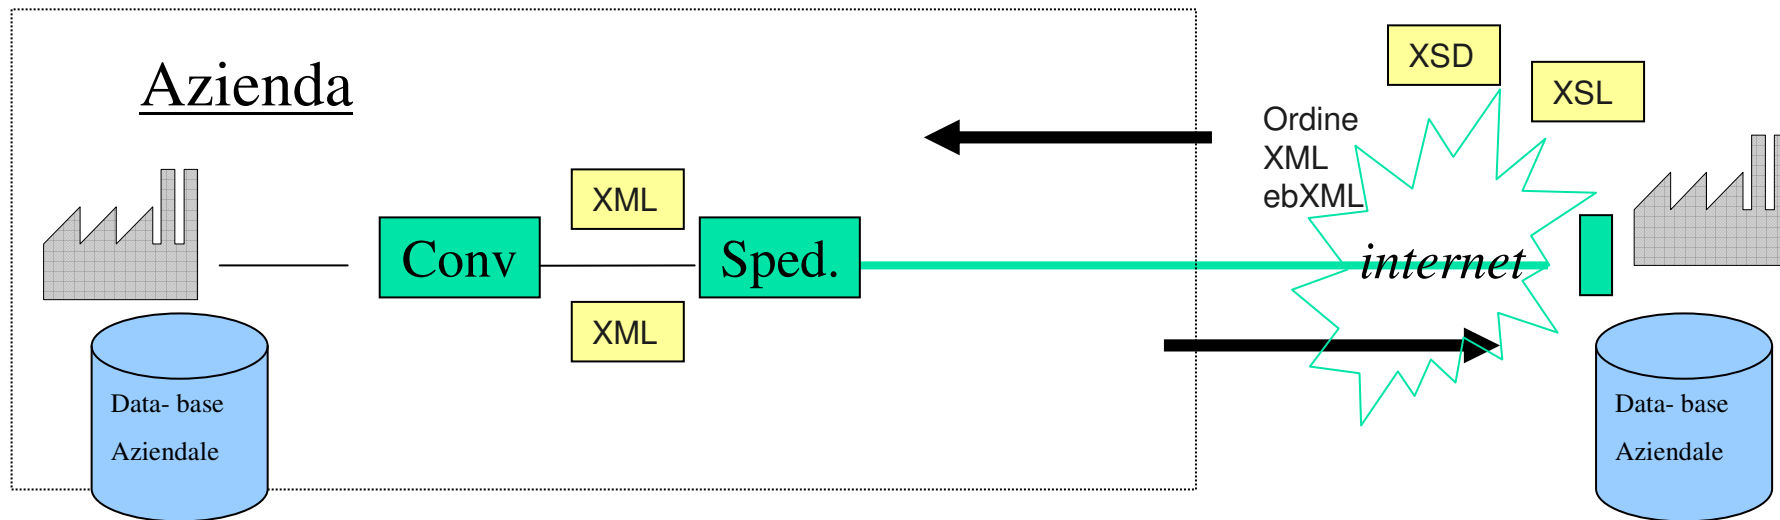 Azienda
XSD
XSL
Ordine
XML
ebXML
XML
Conv
Sped.
internet
XML
Data- base
Aziendale
Data- base
Aziendale